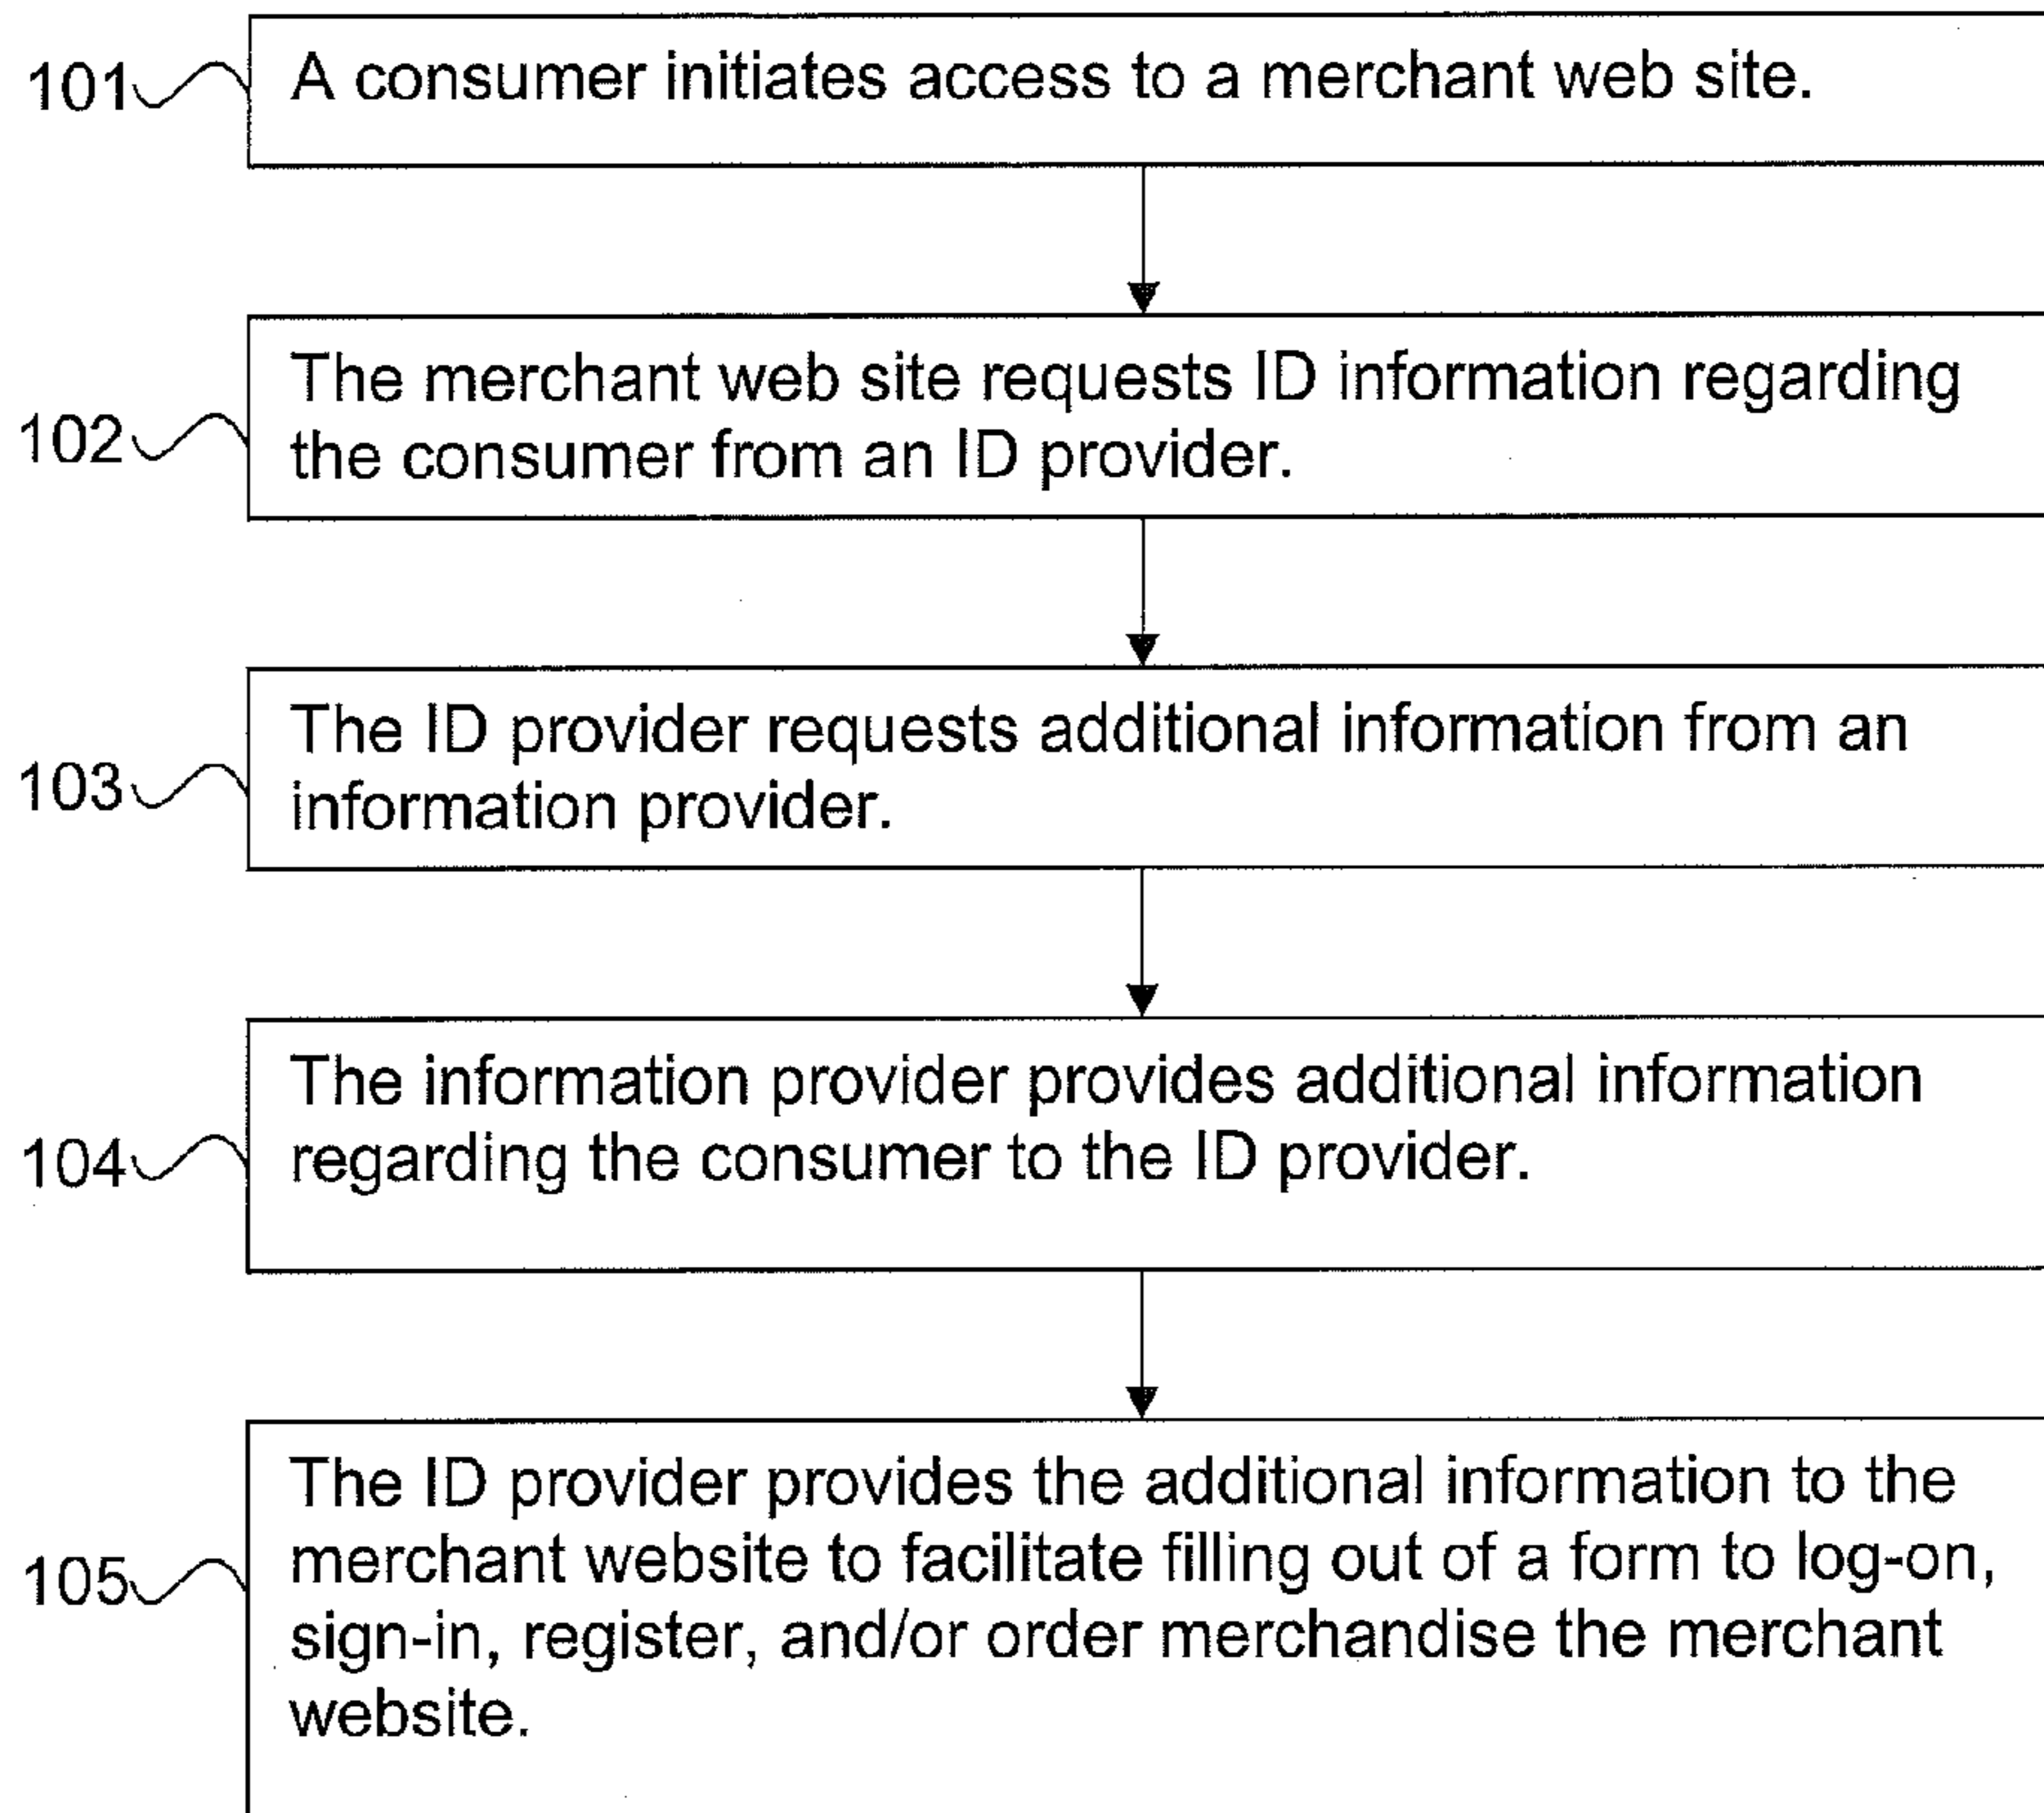 101 A consumer initiates access to a merchant web site.
The merchant web site requests ID information regarding
102 the consumer from an ID provider.
The ID provider requests additional information from an
103 information provider.
The information provider provides additional information
104 regarding the consumer to the ID provider.
The ID provider provides the additional information to the
merchant website to facilitate filling out of a form to log-on,
105 sign-in, register, and/or order merchandise the merchant
website.